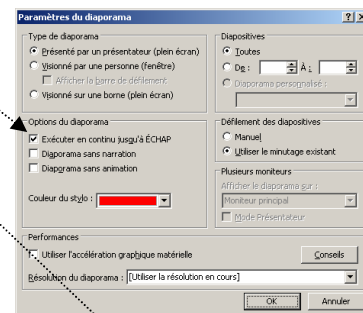 Paramètres du diaporama
Type de diaporama
Présenté par un présentateur (plein écran)
Visionné par une personne (fenêtre)
Afficher la barre de défilement
Visionné sur une borne (plein écran)
Options du diaporama
Exécuter en continu jusqu'à ÉCHAP
Diaporama sans narration
Diaporama sans animation
Couleur du stylo :
Diapositives
Toutes
De : À :
Diaporama personnalisé :
Défilement des diapositives
Manuel
Utiliser le minutage existant
Plusieurs moniteurs
Afficher le diaporama sur :
Moniteur principal
Mode Présentateur
Performances
Utiliser l'accélération graphique matérielle
Conseils
Résolution du diaporama : [Utiliser la résolution en cours]
OK Annuler